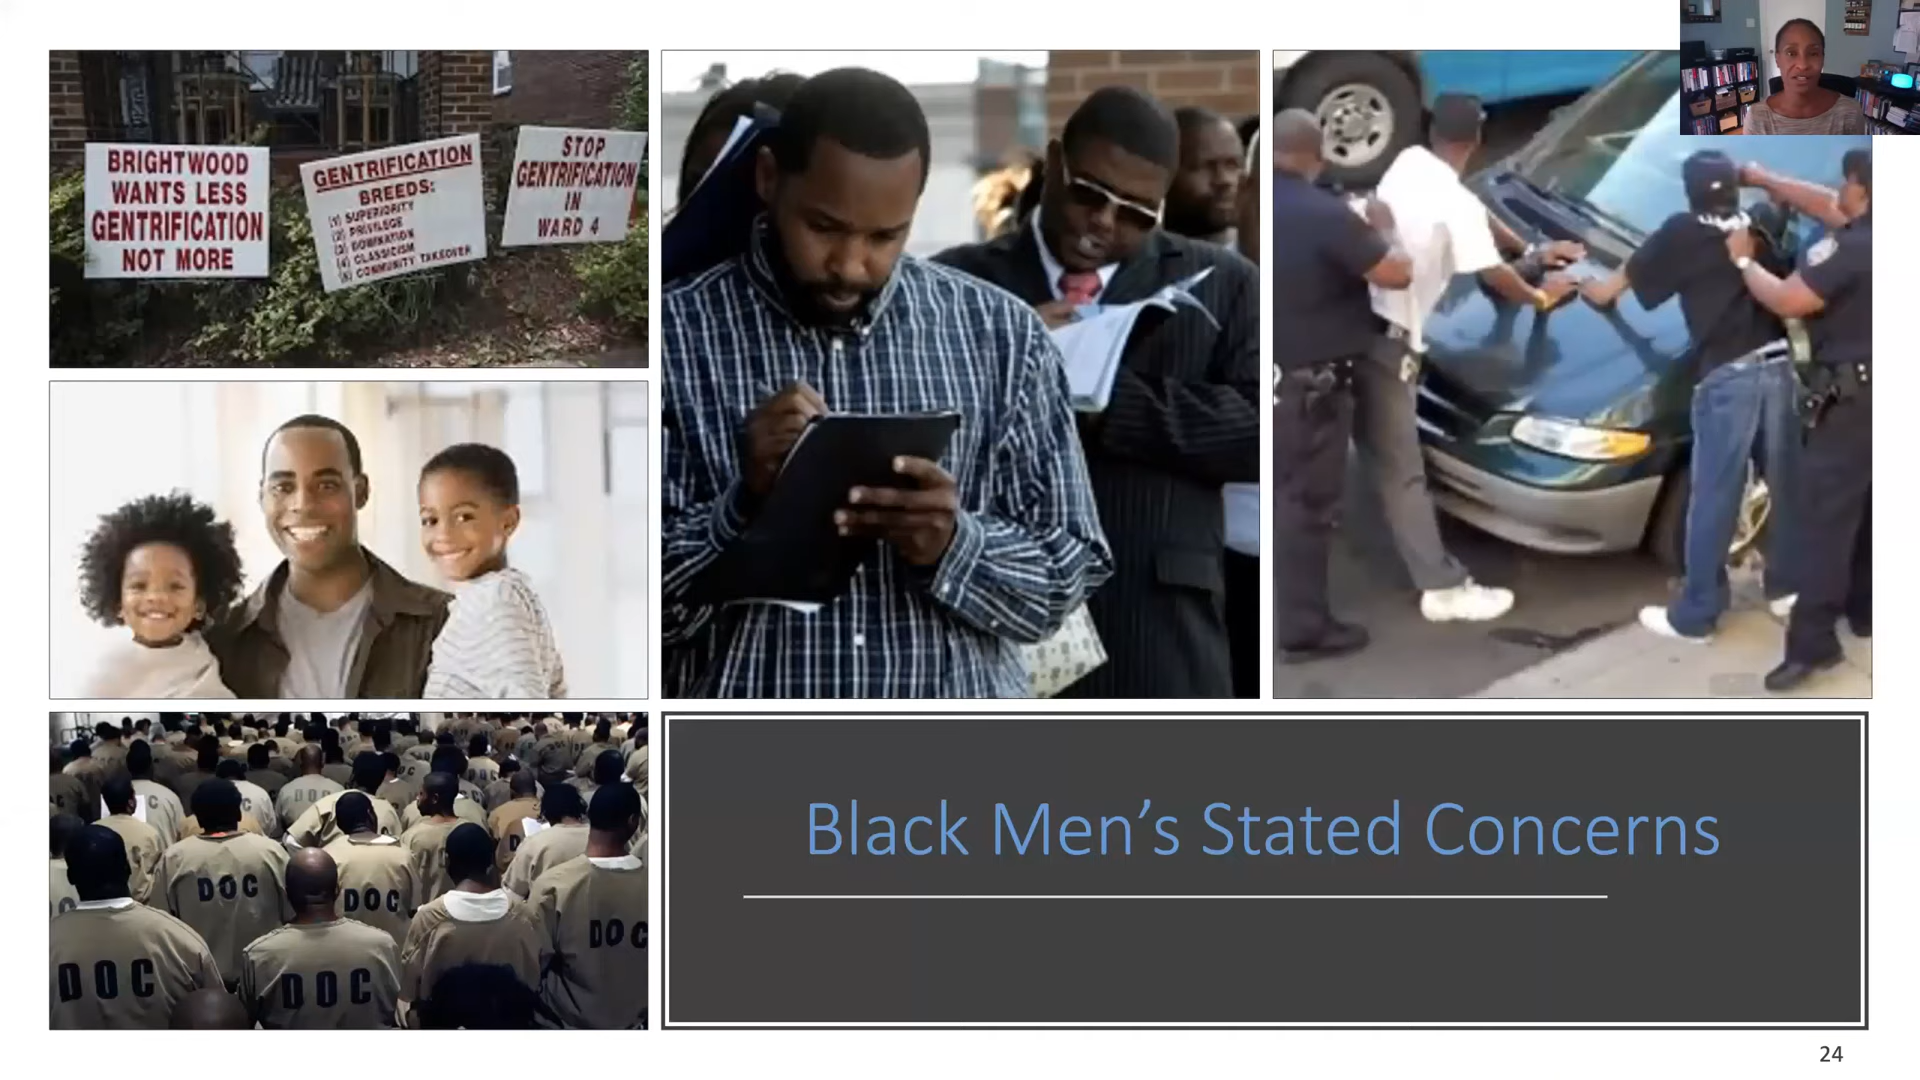 BRIGHTWOOD
WANTS LESS
GENTRIFICATION
NOT MORE
GENTRIFICATION
BREEDS:
(1) SUPERIORITY
(2) PRIVILEGE
(3) DOMINATION
(4) CLASSICISM
(5) COMMUNITY TAKEOVER
STOP
GENTRIFICATION
IN
WARD 4
DOC
DOC
DOC
DOC
DOC
Black Men’s Stated Concerns
24